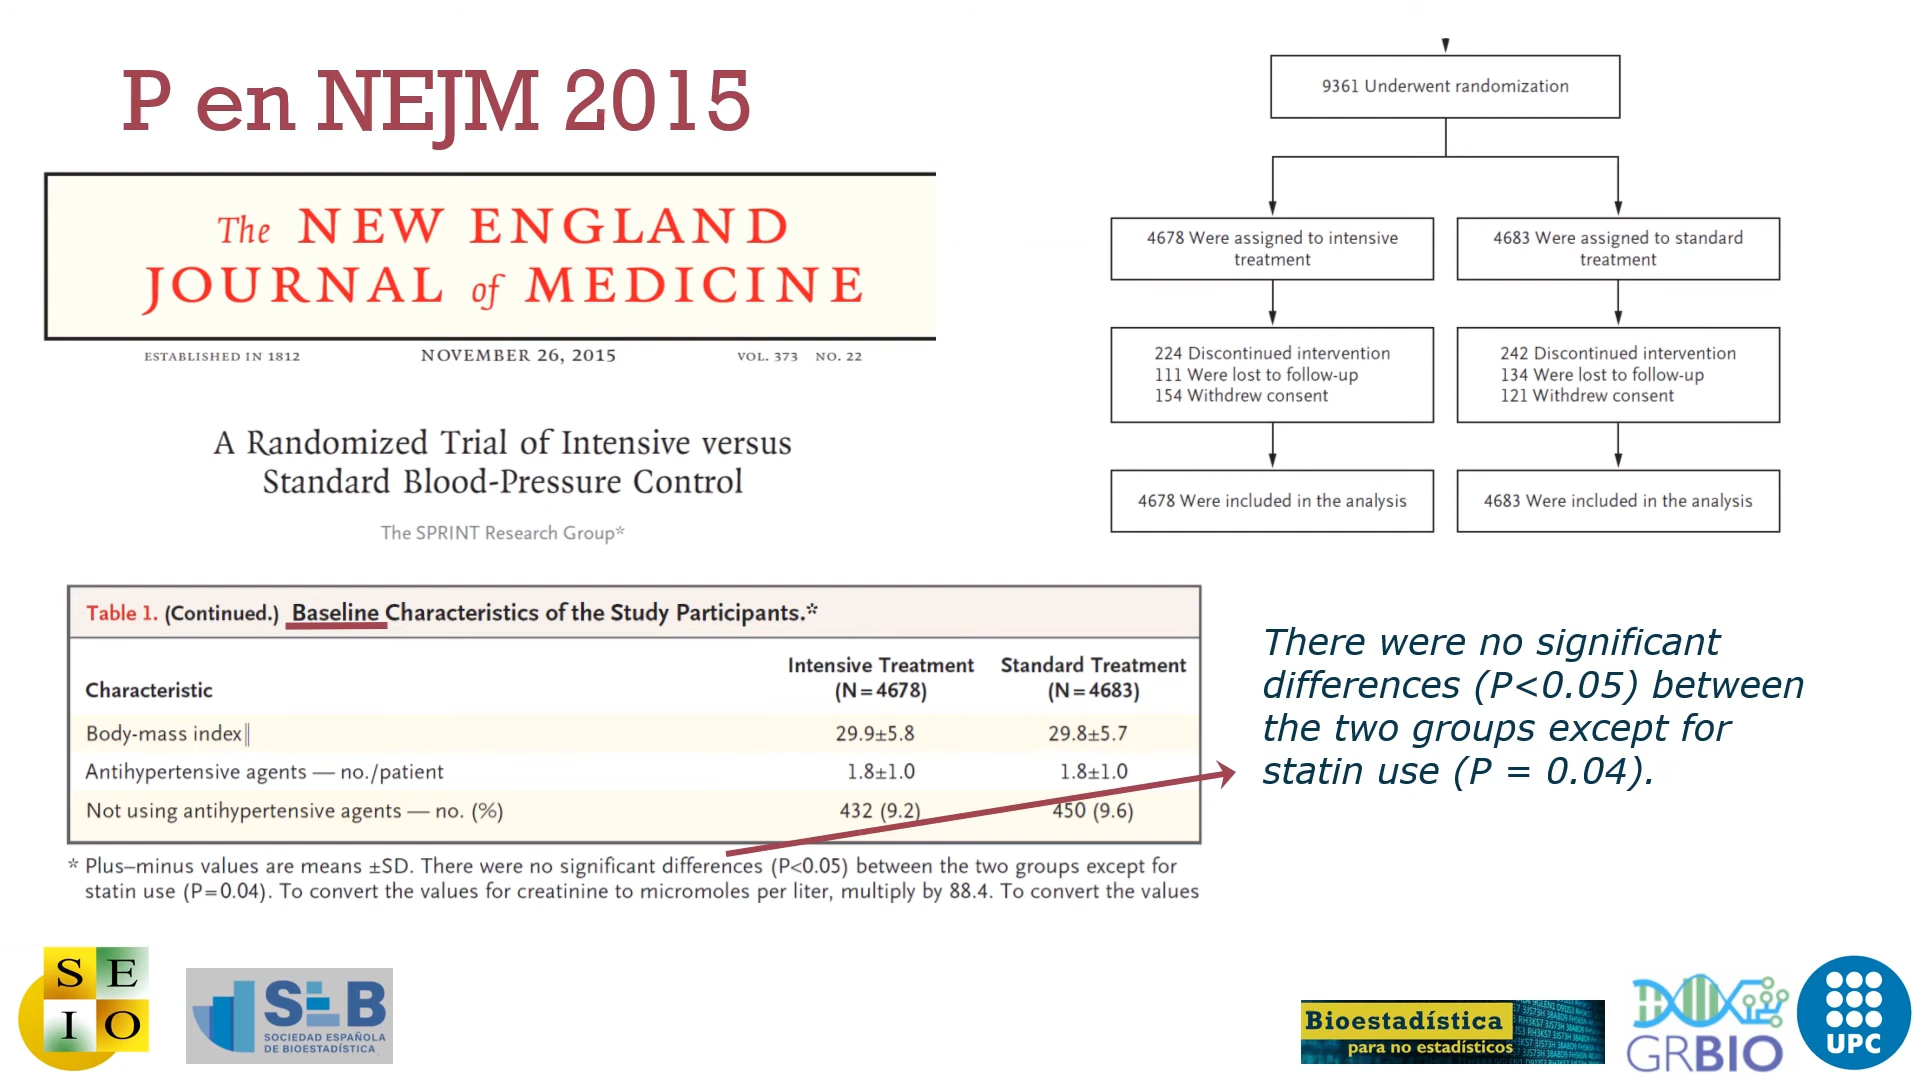 P en NEJM 2015
The NEW ENGLAND
JOURNAL of MEDICINE
ESTABLISHED IN 1812 NOVEMBER 26, 2015 VOL. 373 NO. 22
A Randomized Trial of Intensive versus
Standard Blood-Pressure Control
The SPRINT Research Group*
9361 Underwent randomization
4678 Were assigned to intensive
treatment
4683 Were assigned to standard
treatment
224 Discontinued intervention
111 Were lost to follow-up
154 Withdrew consent
242 Discontinued intervention
134 Were lost to follow-up
121 Withdrew consent
4678 Were included in the analysis
4683 Were included in the analysis
Table 1. (Continued.) Baseline Characteristics of the Study Participants.*
Characteristic Intensive Treatment (N=4678) Standard Treatment (N=4683)
Body-mass index‖ 29.9±5.8 29.8±5.7
Antihypertensive agents — no./patient 1.8±1.0 1.8±1.0
Not using antihypertensive agents — no. (%) 432 (9.2) 450 (9.6)
* Plus–minus values are means ±SD. There were no significant differences (P<0.05) between the two groups except for
statin use (P=0.04). To convert the values for creatinine to micromoles per liter, multiply by 88.4. To convert the values
There were no significant
differences (P<0.05) between
the two groups except for
statin use (P = 0.04).
S E
I O
SEB
SOCIEDAD ESPAÑOLA
DE BIOESTADÍSTICA
Bioestadística
para no estadísticos
GRBIO
UPC